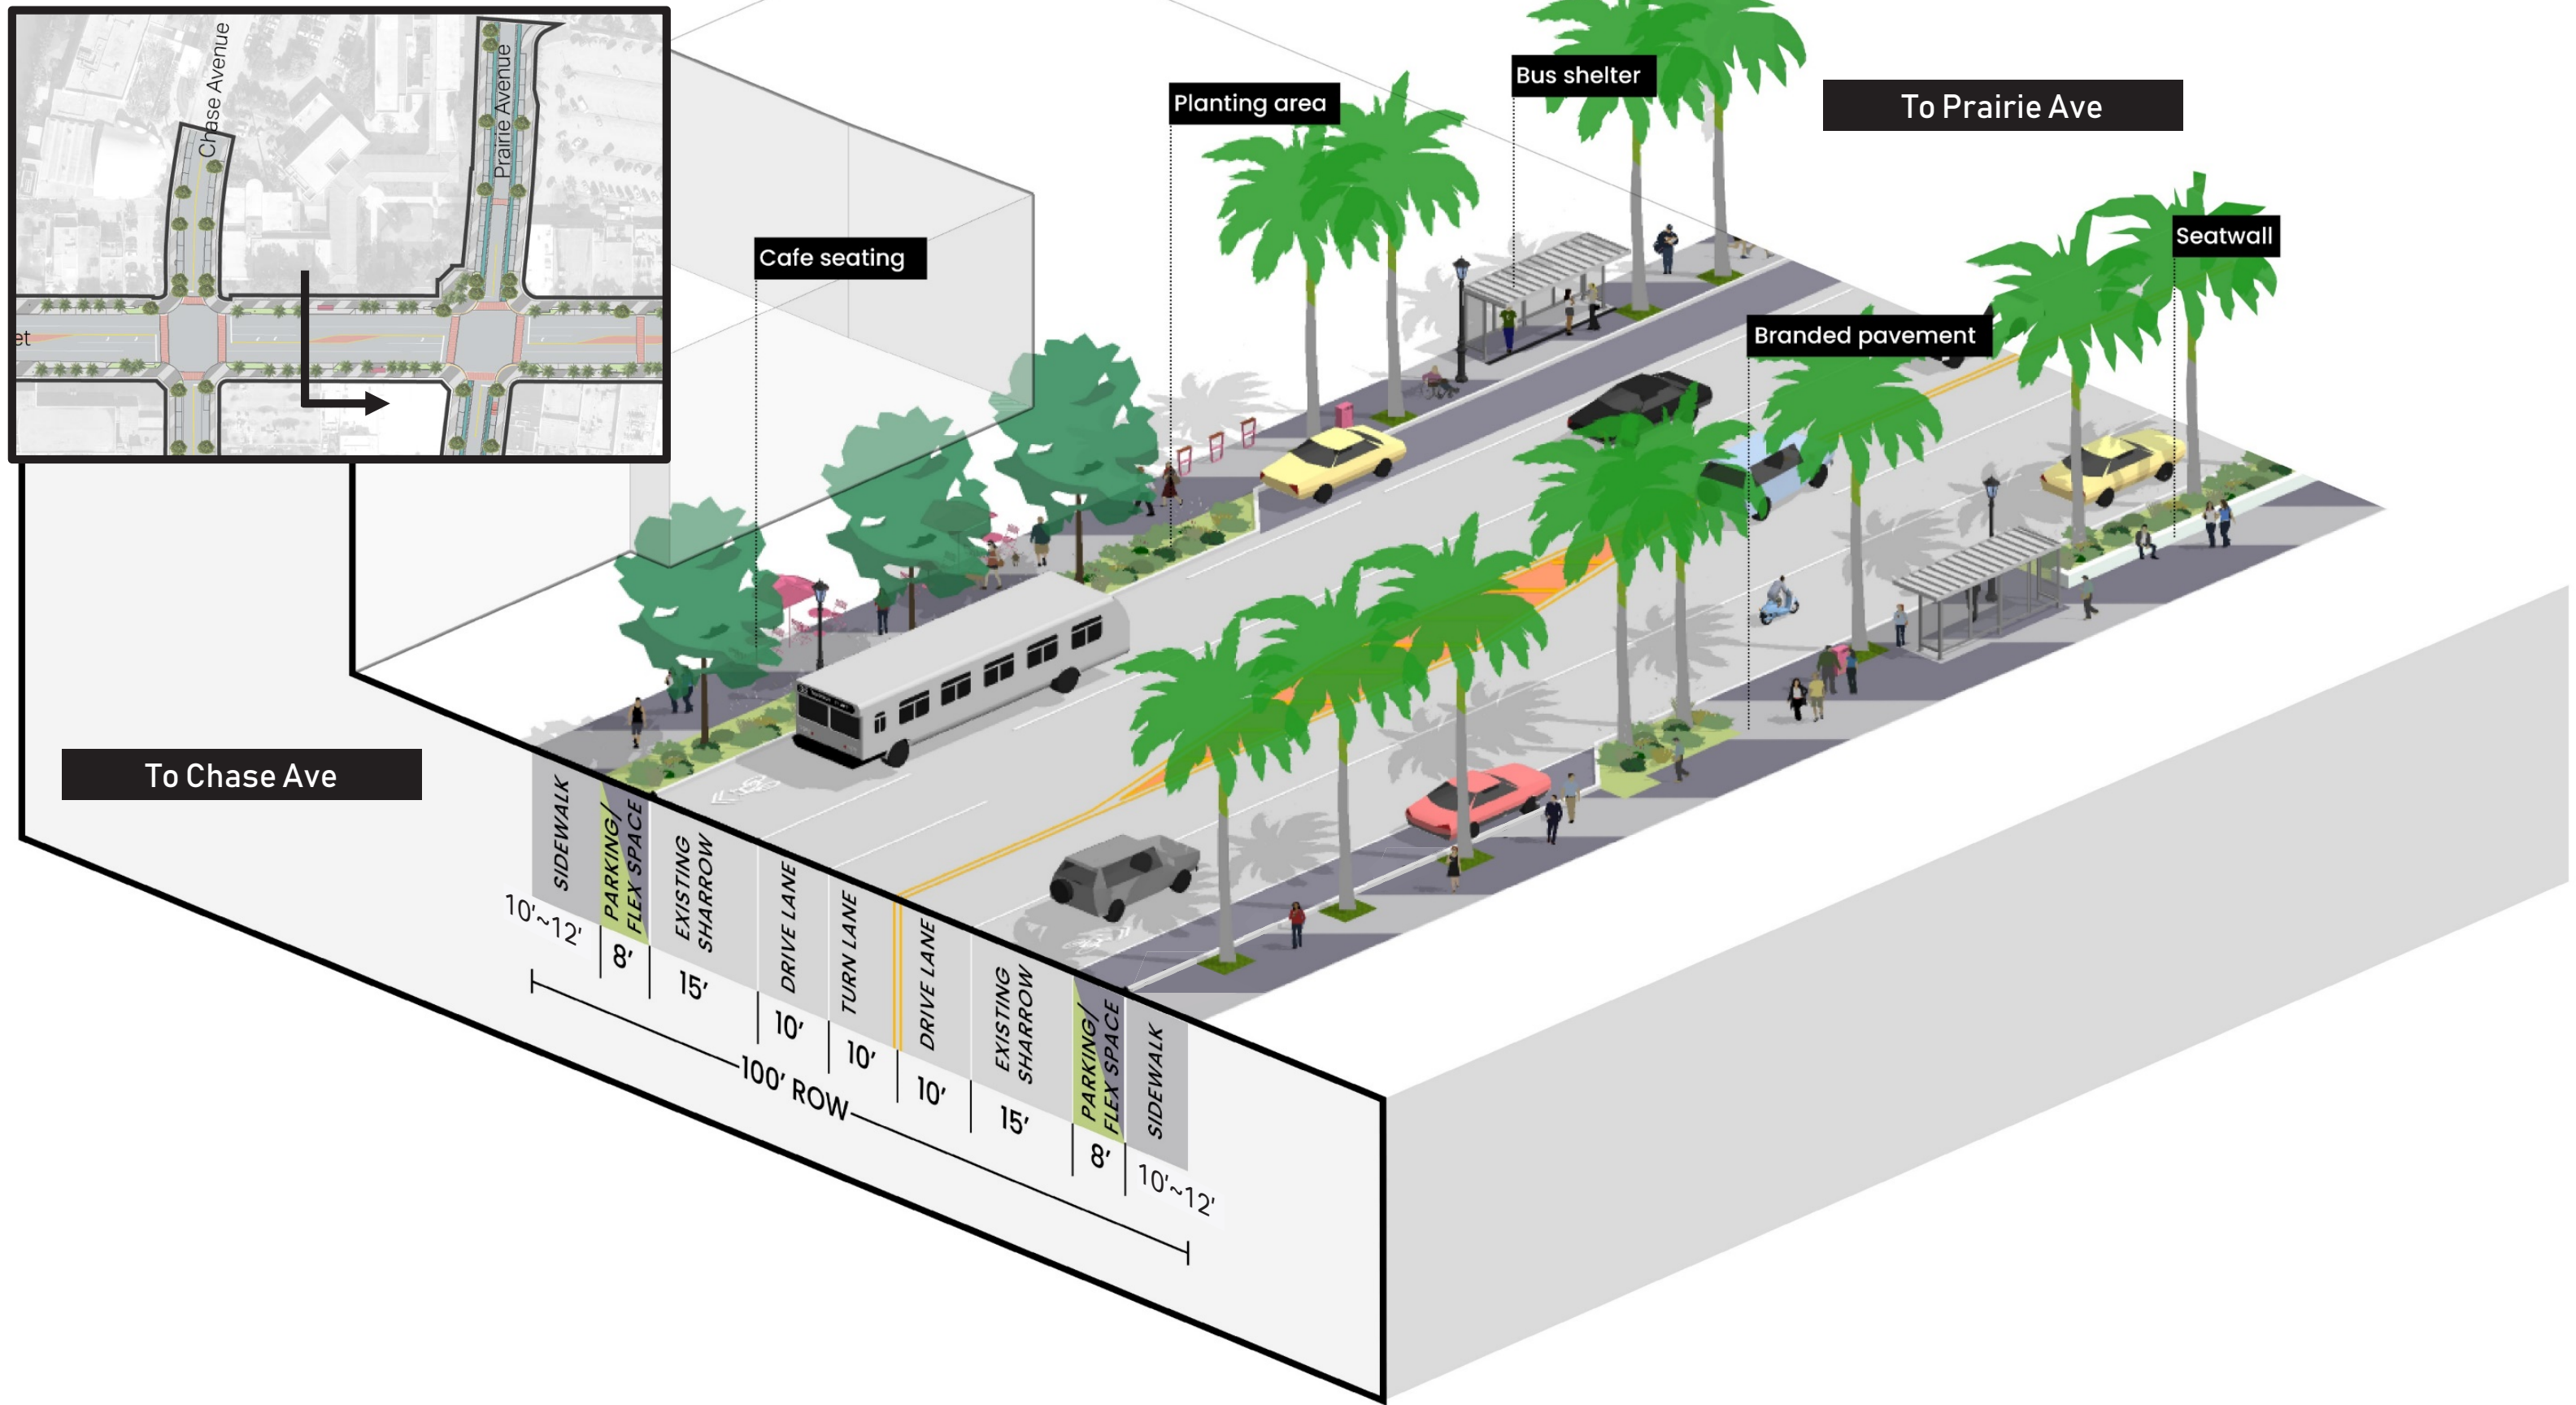 Chase Avenue
Prairie Avenue
et
Cafe seating
Planting area
Bus shelter
To Prairie Ave
Seatwall
Branded pavement
To Chase Ave
SIDEWALK
PARKING/
FLEX SPACE
EXISTING
SHARROW
DRIVE LANE
TURN LANE
DRIVE LANE
EXISTING
SHARROW
PARKING/
FLEX SPACE
SIDEWALK
10'~12'
8'
15'
10'
10'
10'
15'
8'
10'~12'
100' ROW